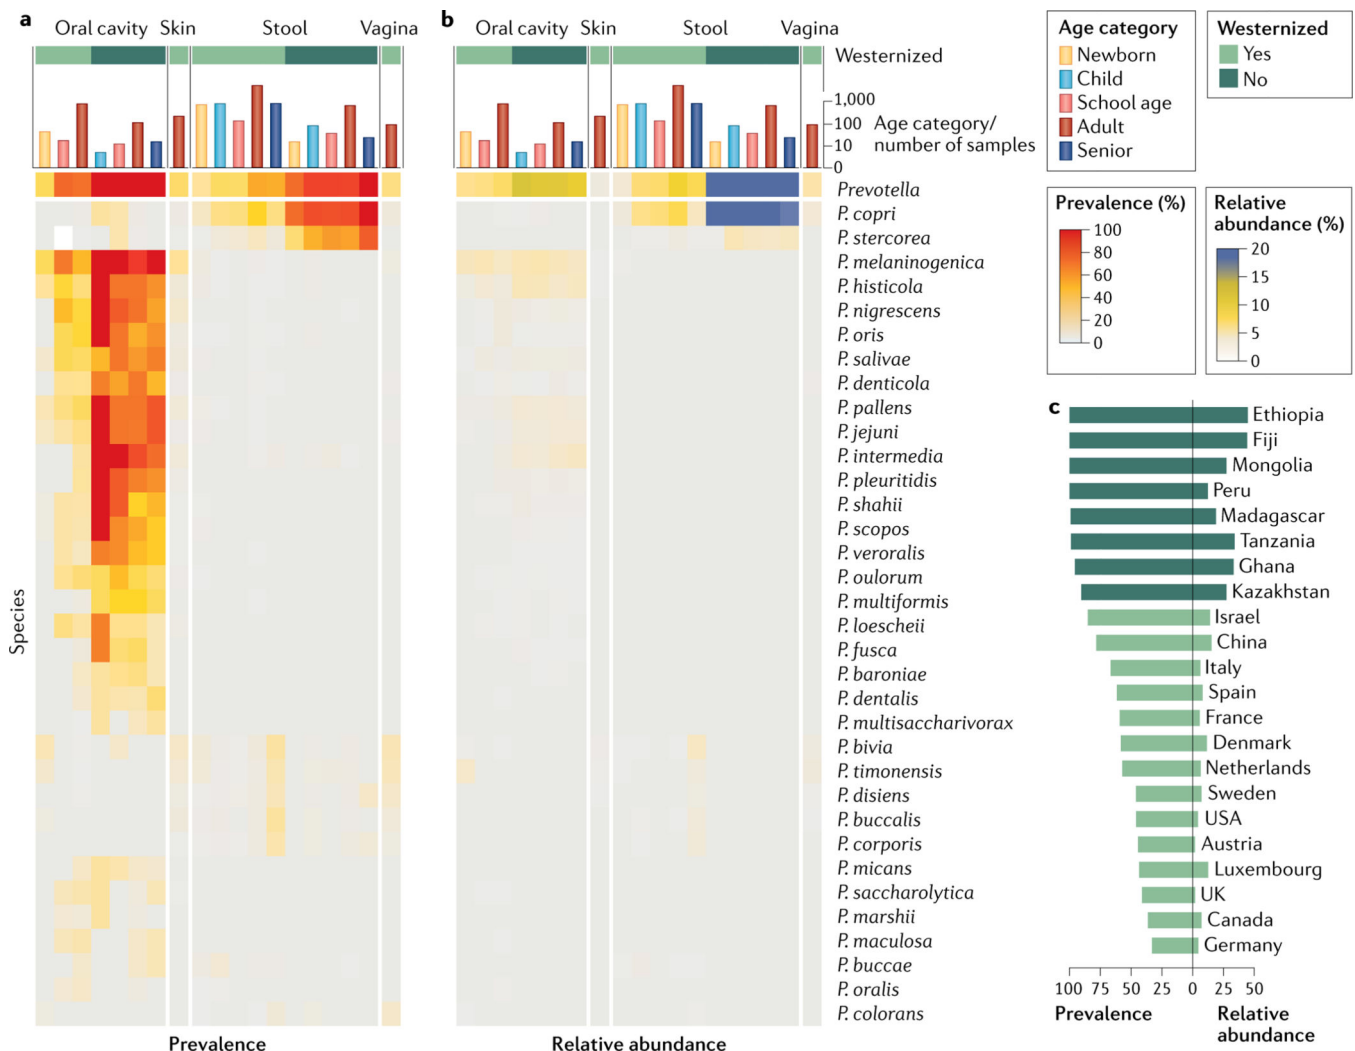 a
Oral cavity Skin Stool Vagina
b
Oral cavity Skin Stool Vagina
Westernized
1,000
100
10
0
Age category/
number of samples
Age category
Newborn
Child
School age
Adult
Senior
Westernized
Yes
No
Prevalence (%)
100
80
60
40
20
0
Relative
abundance (%)
20
15
10
5
0
Species
Prevotella
P. copri
P. stercorea
P. melaninogenica
P. histicola
P. nigrescens
P. oris
P. salivae
P. denticola
P. pallens
P. jejuni
P. intermedia
P. pleuritidis
P. shahii
P. scopos
P. veroralis
P. oulorum
P. multiformis
P. loescheii
P. fusca
P. baroniae
P. dentalis
P. multisaccharivorax
P. bivia
P. timonensis
P. disiens
P. buccalis
P. corporis
P. micans
P. saccharolytica
P. marshii
P. maculosa
P. buccae
P. oralis
P. colorans
Prevalence
Relative abundance
c
Ethiopia
Fiji
Mongolia
Peru
Madagascar
Tanzania
Ghana
Kazakhstan
Israel
China
Italy
Spain
France
Denmark
Netherlands
Sweden
USA
Austria
Luxembourg
UK
Canada
Germany
100 75 50 25 0 25 50
Prevalence
Relative
abundance